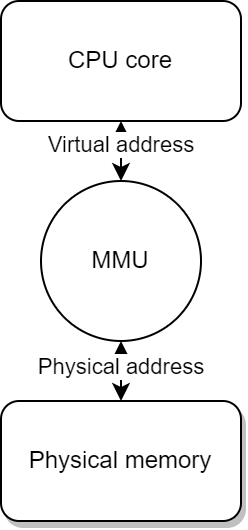 CPU core
Virtual address
MMU
Physical address
Physical memory